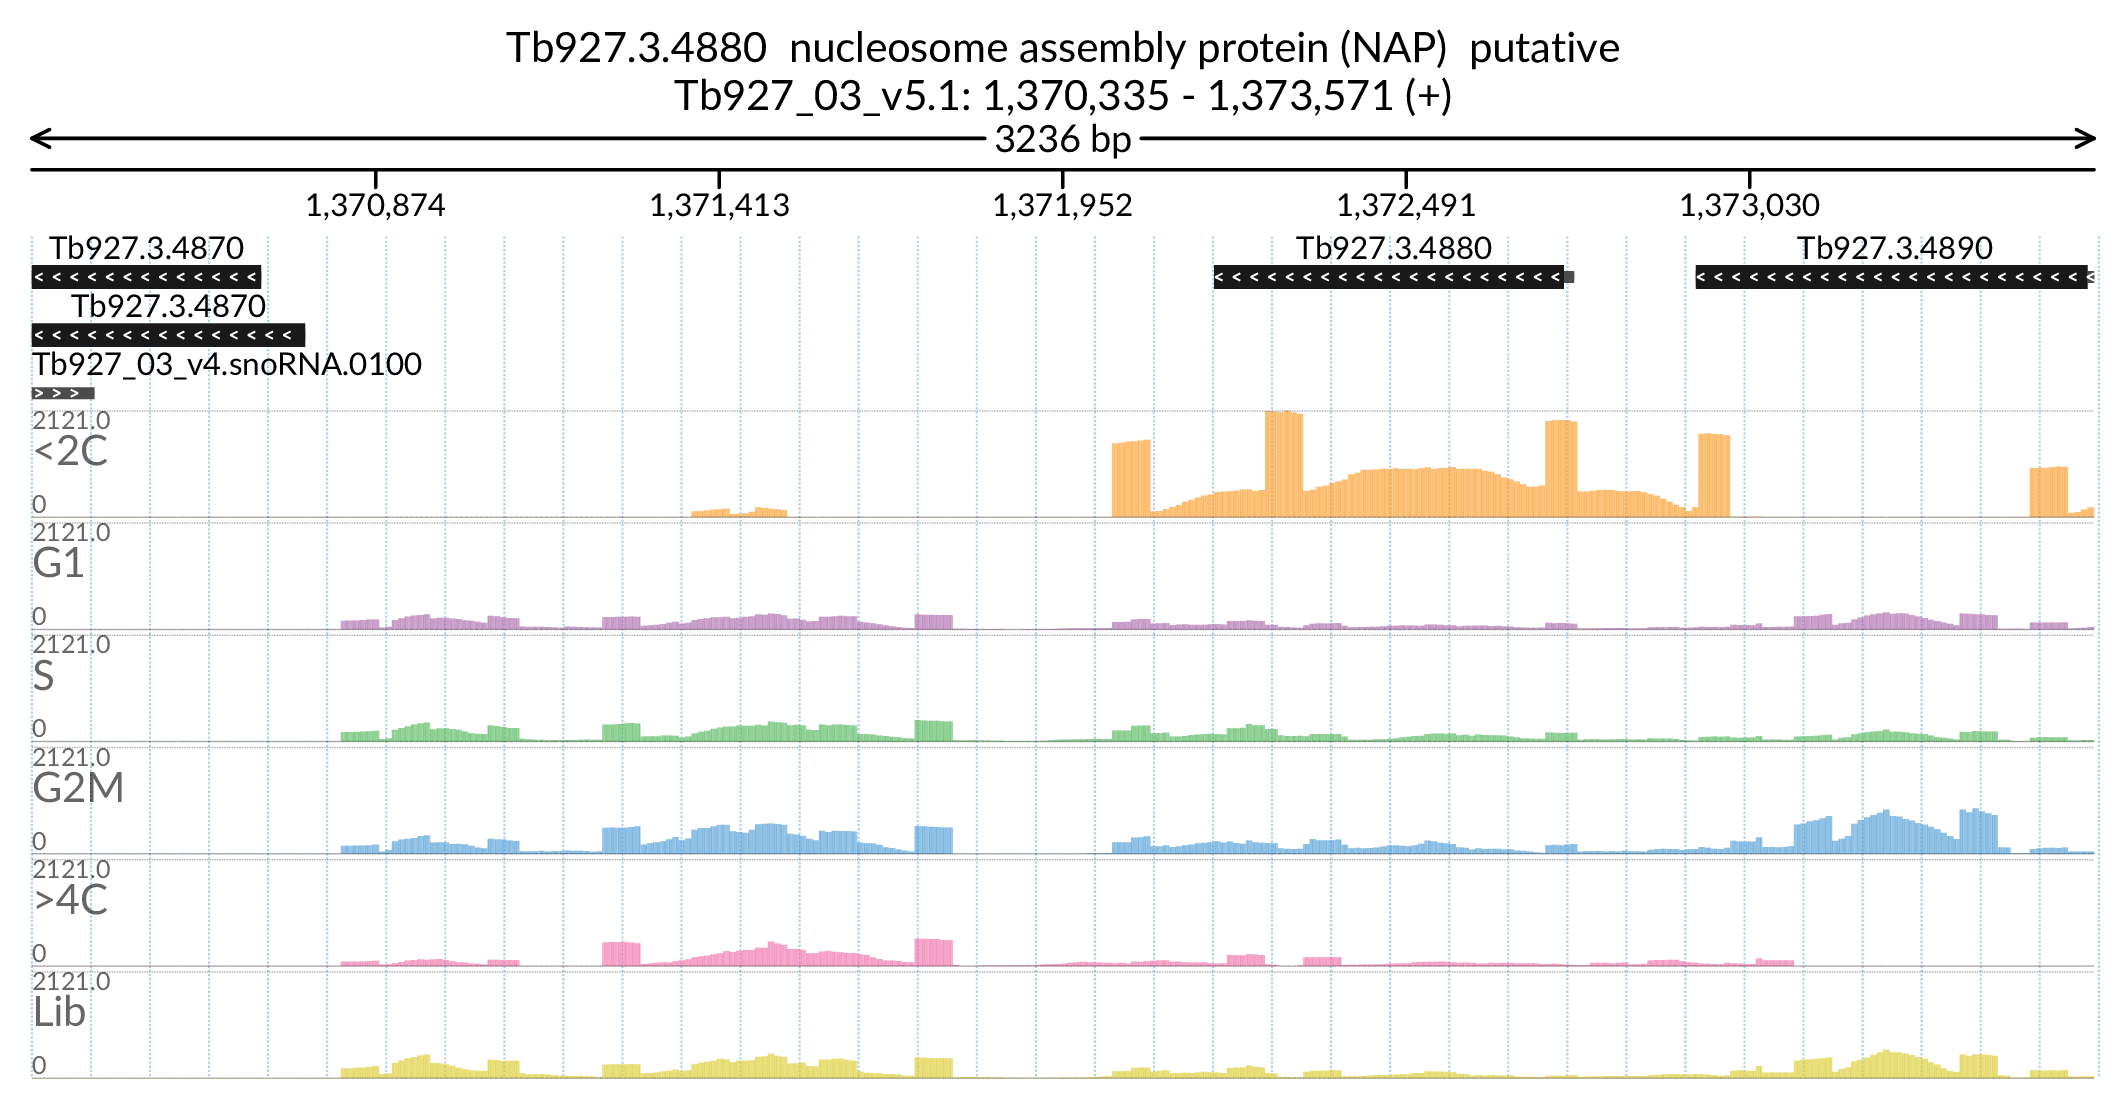 Tb927.3.4880  nucleosome assembly protein (NAP)  putative
Tb927_03_v5.1: 1,370,335 - 1,373,571 (+)
3236 bp
1,370,874 1,371,413 1,371,952 1,372,491 1,373,030
Tb927.3.4870 Tb927.3.4880 Tb927.3.4890
Tb927.3.4870
Tb927_03_v4.snoRNA.0100
2121.0
<2C
0
2121.0
G1
0
2121.0
S
0
2121.0
G2M
0
2121.0
>4C
0
2121.0
Lib
0